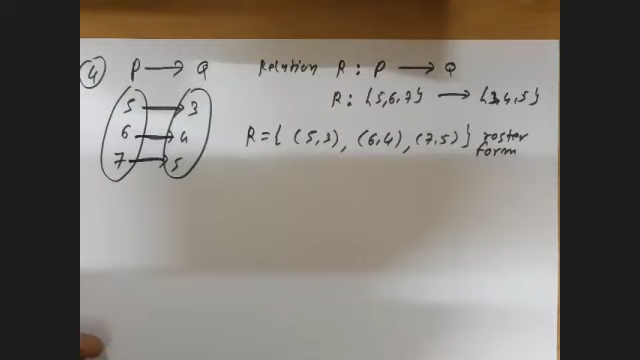 ④ P → Q Relation R : P → Q
R : {5,6,7} → {3,4,5}
5 → 3
6 → 4
7 → 5
R = { (5,3), (6,4), (7,5) } roster form